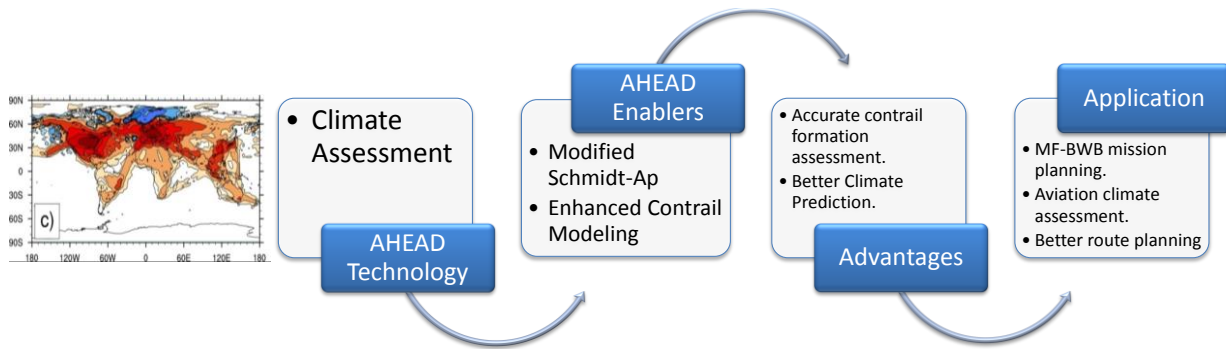 90N
60N
30N
0
30S
60S
90S
c)
180 120W 60W 0 60E 120E 180
• Climate
Assessment
AHEAD
Technology
AHEAD
Enablers
• Modified
Schmidt-Ap
• Enhanced Contrail
Modeling
• Accurate contrail
formation
assessment.
• Better Climate
Prediction.
Advantages
Application
• MF-BWB mission
planning.
• Aviation climate
assessment.
• Better route planning